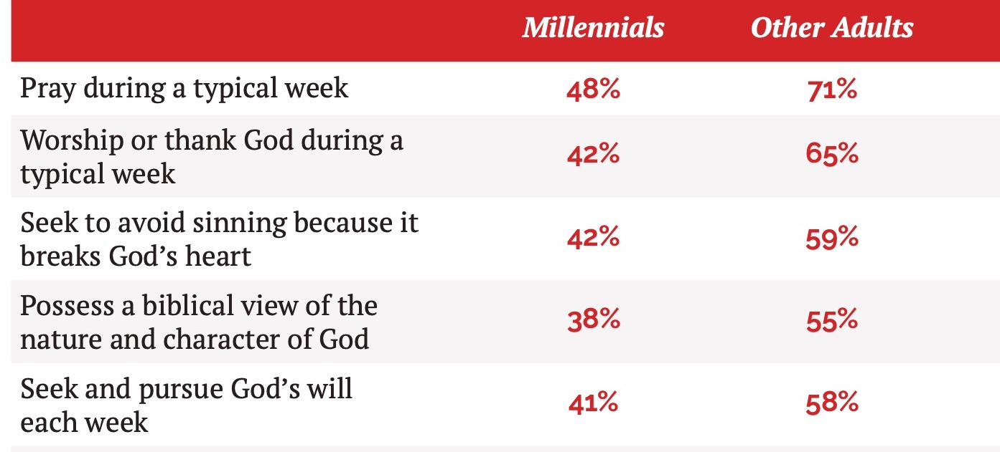 Millennials Other Adults
Pray during a typical week 48% 71%
Worship or thank God during a
typical week 42% 65%
Seek to avoid sinning because it
breaks God’s heart 42% 59%
Possess a biblical view of the
nature and character of God 38% 55%
Seek and pursue God’s will
each week 41% 58%